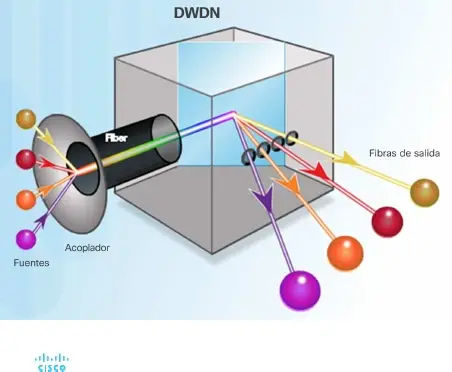 DWDN
Fiber
Fibras de salida
Acoplador
Fuentes
CISCO